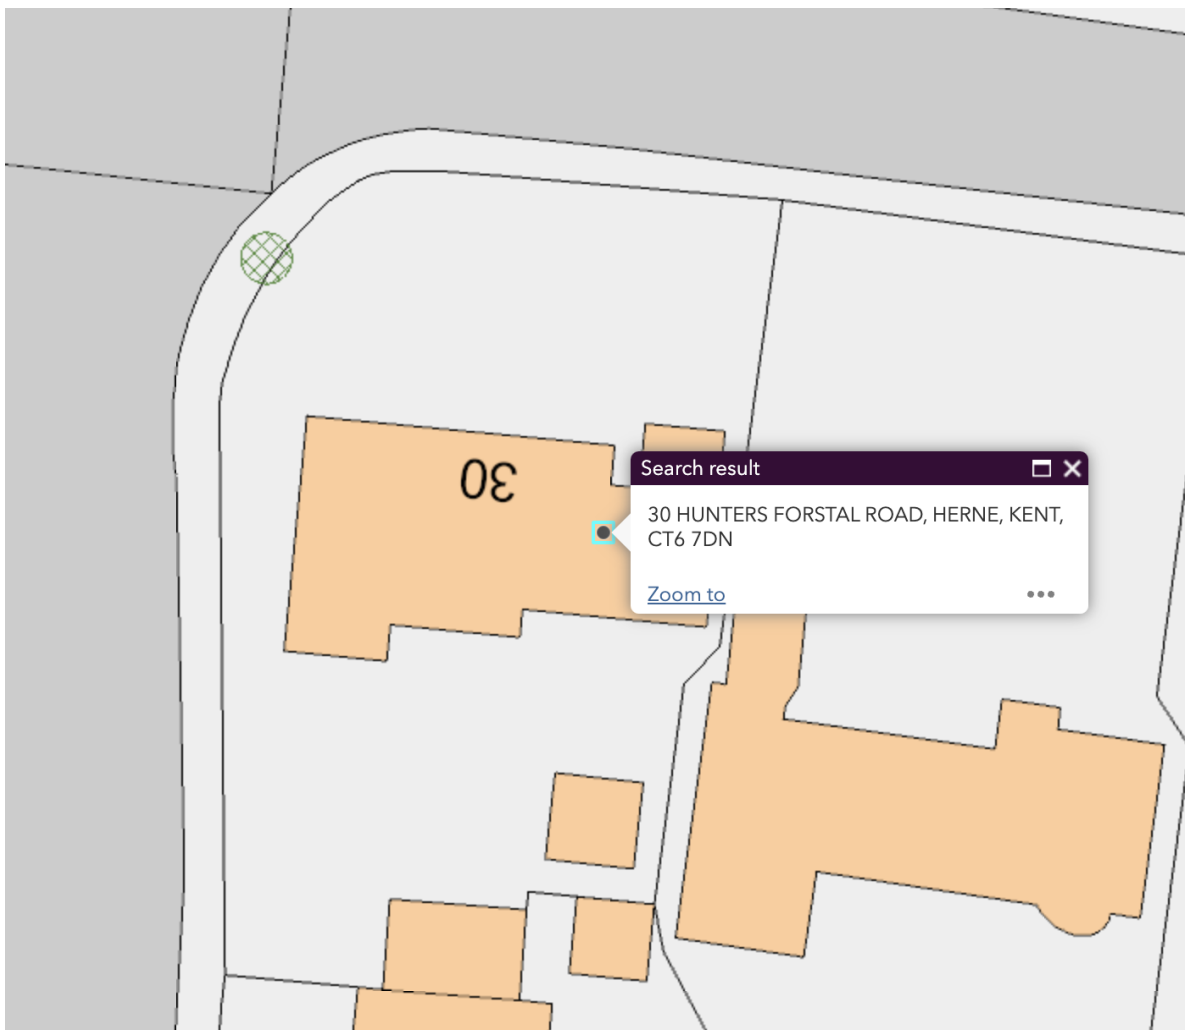 30
Search result
30 HUNTERS FORSTAL ROAD, HERNE, KENT,
CT6 7DN
Zoom to